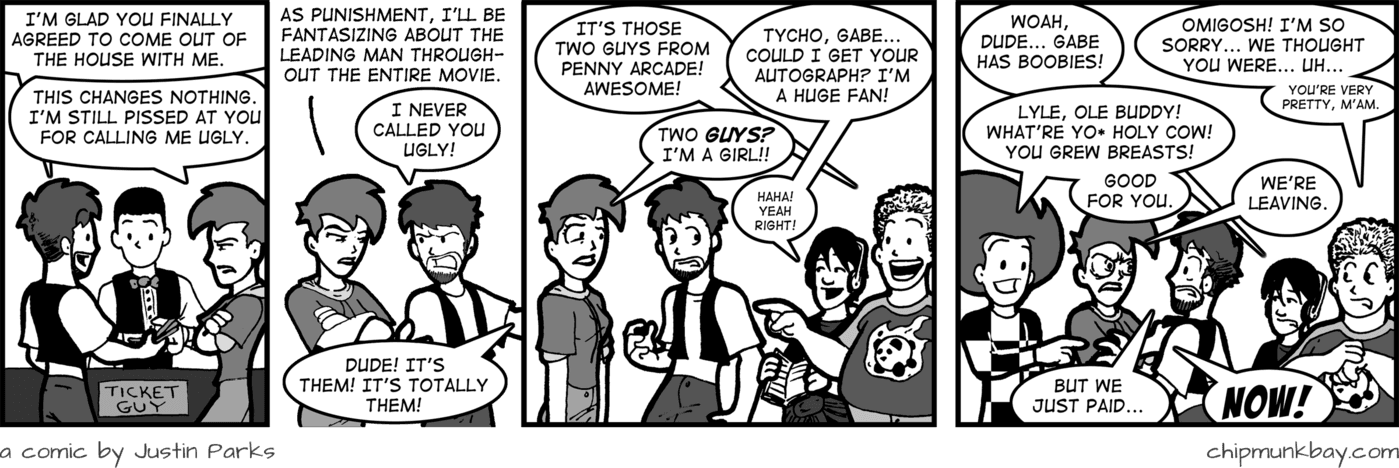 I'M GLAD YOU FINALLY
AGREED TO COME OUT OF
THE HOUSE WITH ME.
THIS CHANGES NOTHING.
I'M STILL PISSED AT YOU
FOR CALLING ME UGLY.
TICKET
GUY
AS PUNISHMENT, I'LL BE
FANTASIZING ABOUT THE
LEADING MAN THROUGH-
OUT THE ENTIRE MOVIE.
I NEVER
CALLED YOU
UGLY!
DUDE! IT'S
THEM! IT'S TOTALLY
THEM!
IT'S THOSE
TWO GUYS FROM
PENNY ARCADE!
AWESOME!
TYCHO, GABE...
COULD I GET YOUR
AUTOGRAPH? I'M
A HUGE FAN!
TWO GUYS?
I'M A GIRL!!
HAHA!
YEAH
RIGHT!
WOAH,
DUDE... GABE
HAS BOOBIES!
OMIGOSH! I'M SO
SORRY... WE THOUGHT
YOU WERE... UH...
YOU'RE VERY
PRETTY, M'AM.
LYLE, OLE BUDDY!
WHAT'RE YO* HOLY COW!
YOU GREW BREASTS!
GOOD
FOR YOU.
WE'RE
LEAVING.
BUT WE
JUST PAID...
NOW!
a comic by Justin Parks
chipmunkbay.com